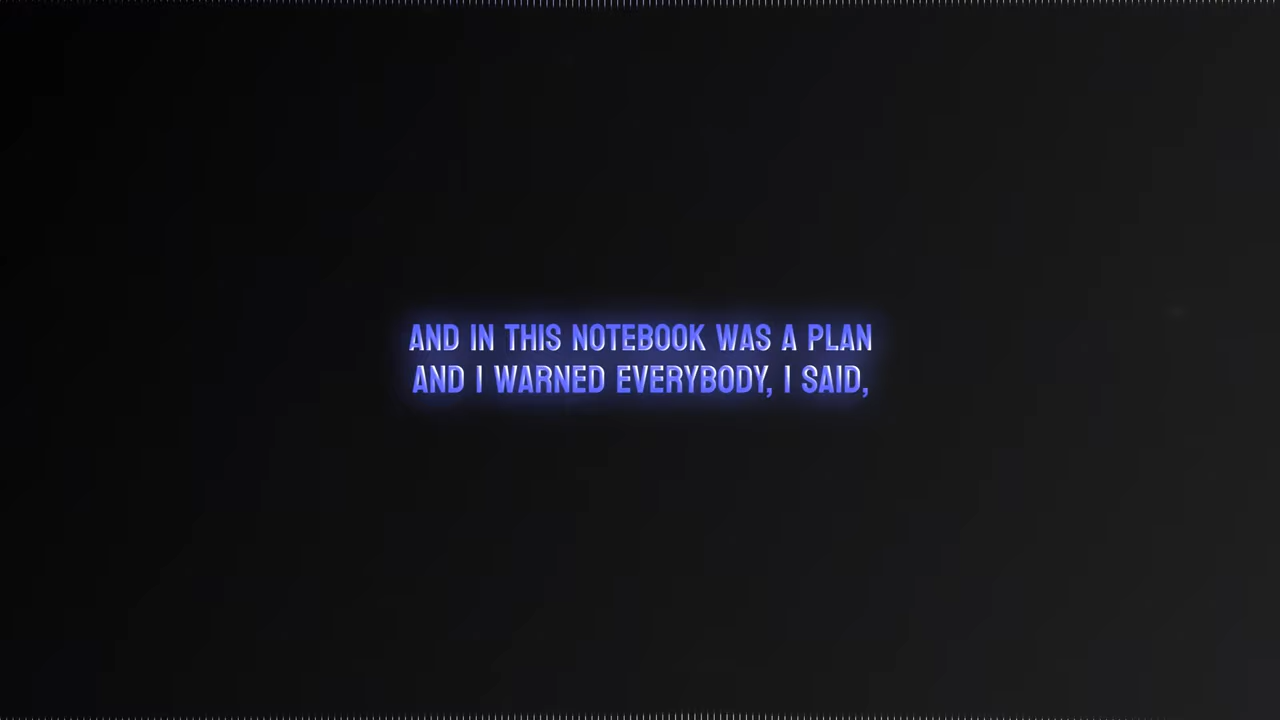 AND IN THIS NOTEBOOK WAS A PLAN
AND I WARNED EVERYBODY, I SAID,